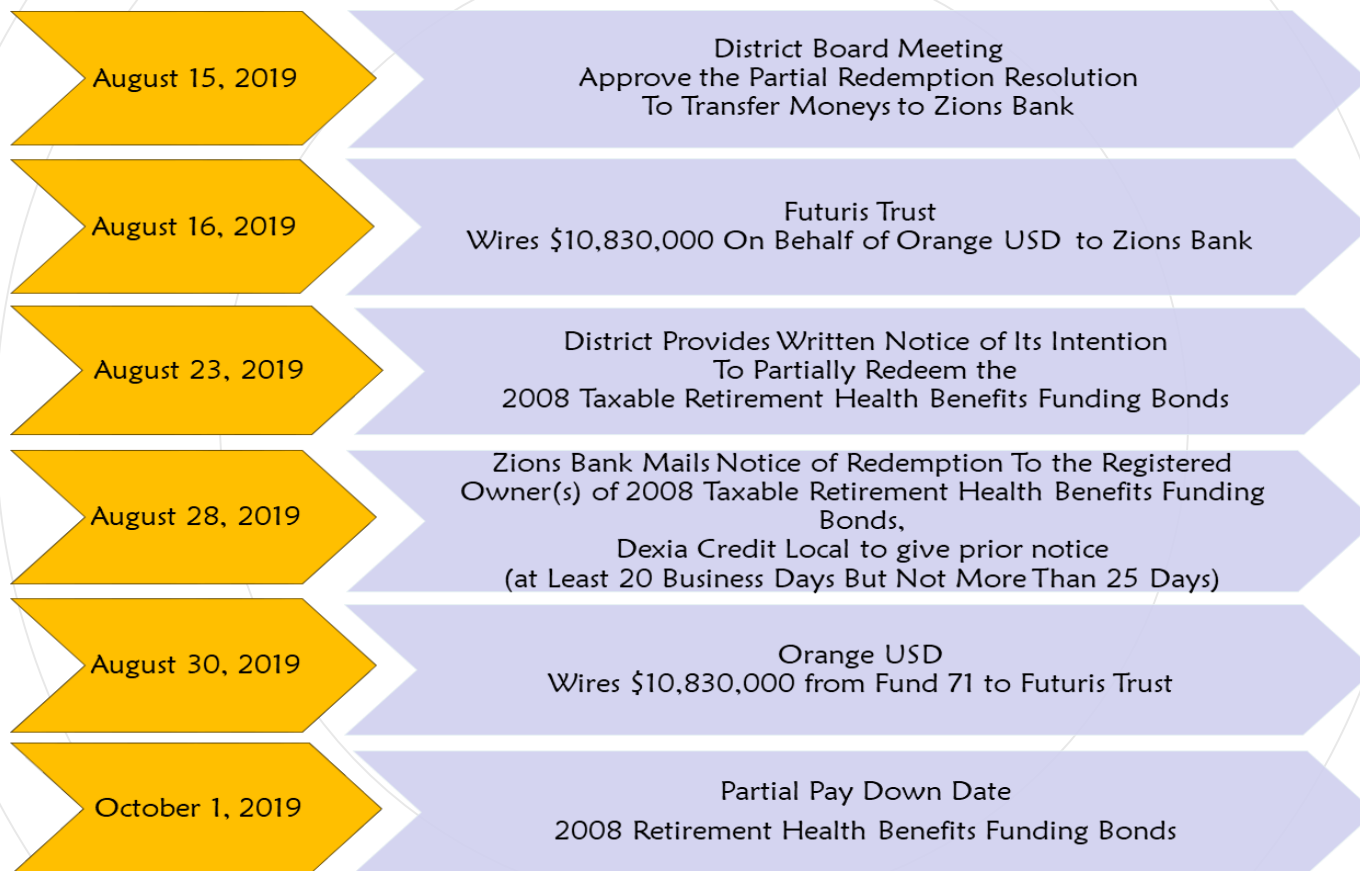 August 15, 2019
District Board Meeting
Approve the Partial Redemption Resolution
To Transfer Moneys to Zions Bank
August 16, 2019
Futuris Trust
Wires $10,830,000 On Behalf of Orange USD to Zions Bank
August 23, 2019
District Provides Written Notice of Its Intention
To Partially Redeem the
2008 Taxable Retirement Health Benefits Funding Bonds
August 28, 2019
Zions Bank Mails Notice of Redemption To the Registered
Owner(s) of 2008 Taxable Retirement Health Benefits Funding
Bonds,
Dexia Credit Local to give prior notice
(at Least 20 Business Days But Not More Than 25 Days)
August 30, 2019
Orange USD
Wires $10,830,000 from Fund 71 to Futuris Trust
October 1, 2019
Partial Pay Down Date
2008 Retirement Health Benefits Funding Bonds